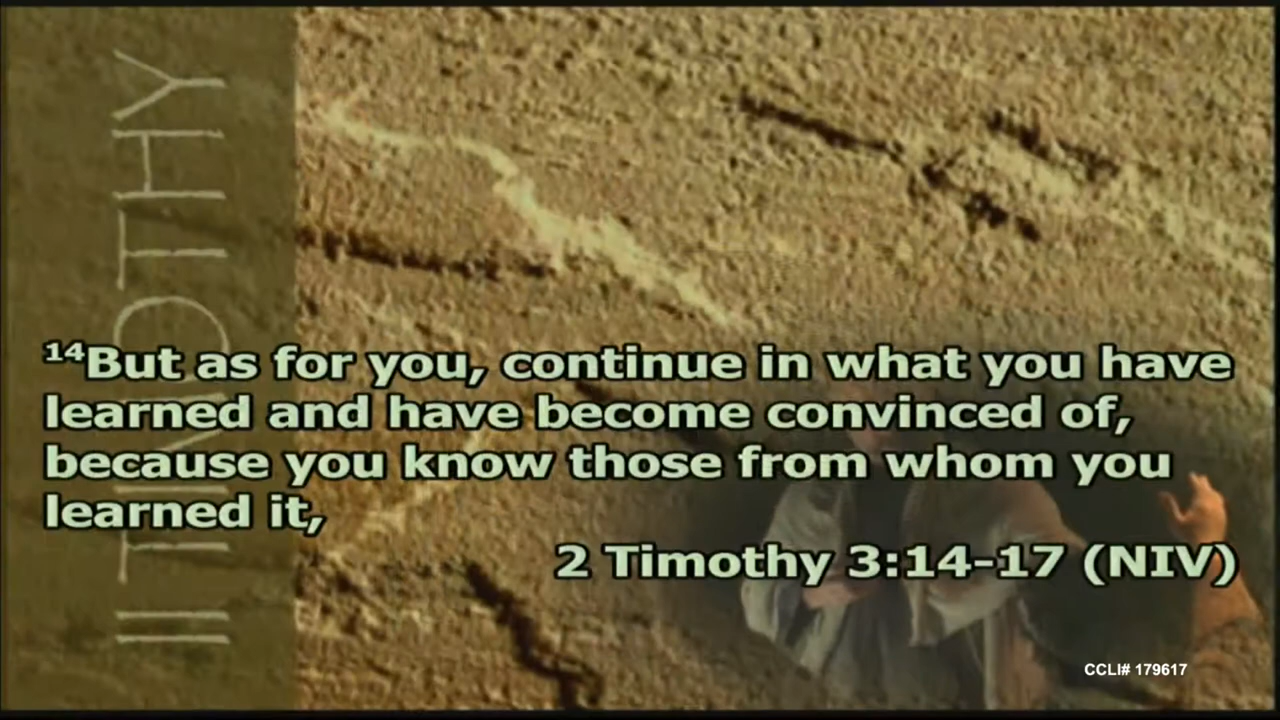 II TIMOTHY
¹⁴But as for you, continue in what you have
learned and have become convinced of,
because you know those from whom you
learned it,
2 Timothy 3:14-17 (NIV)
CCLI# 179617